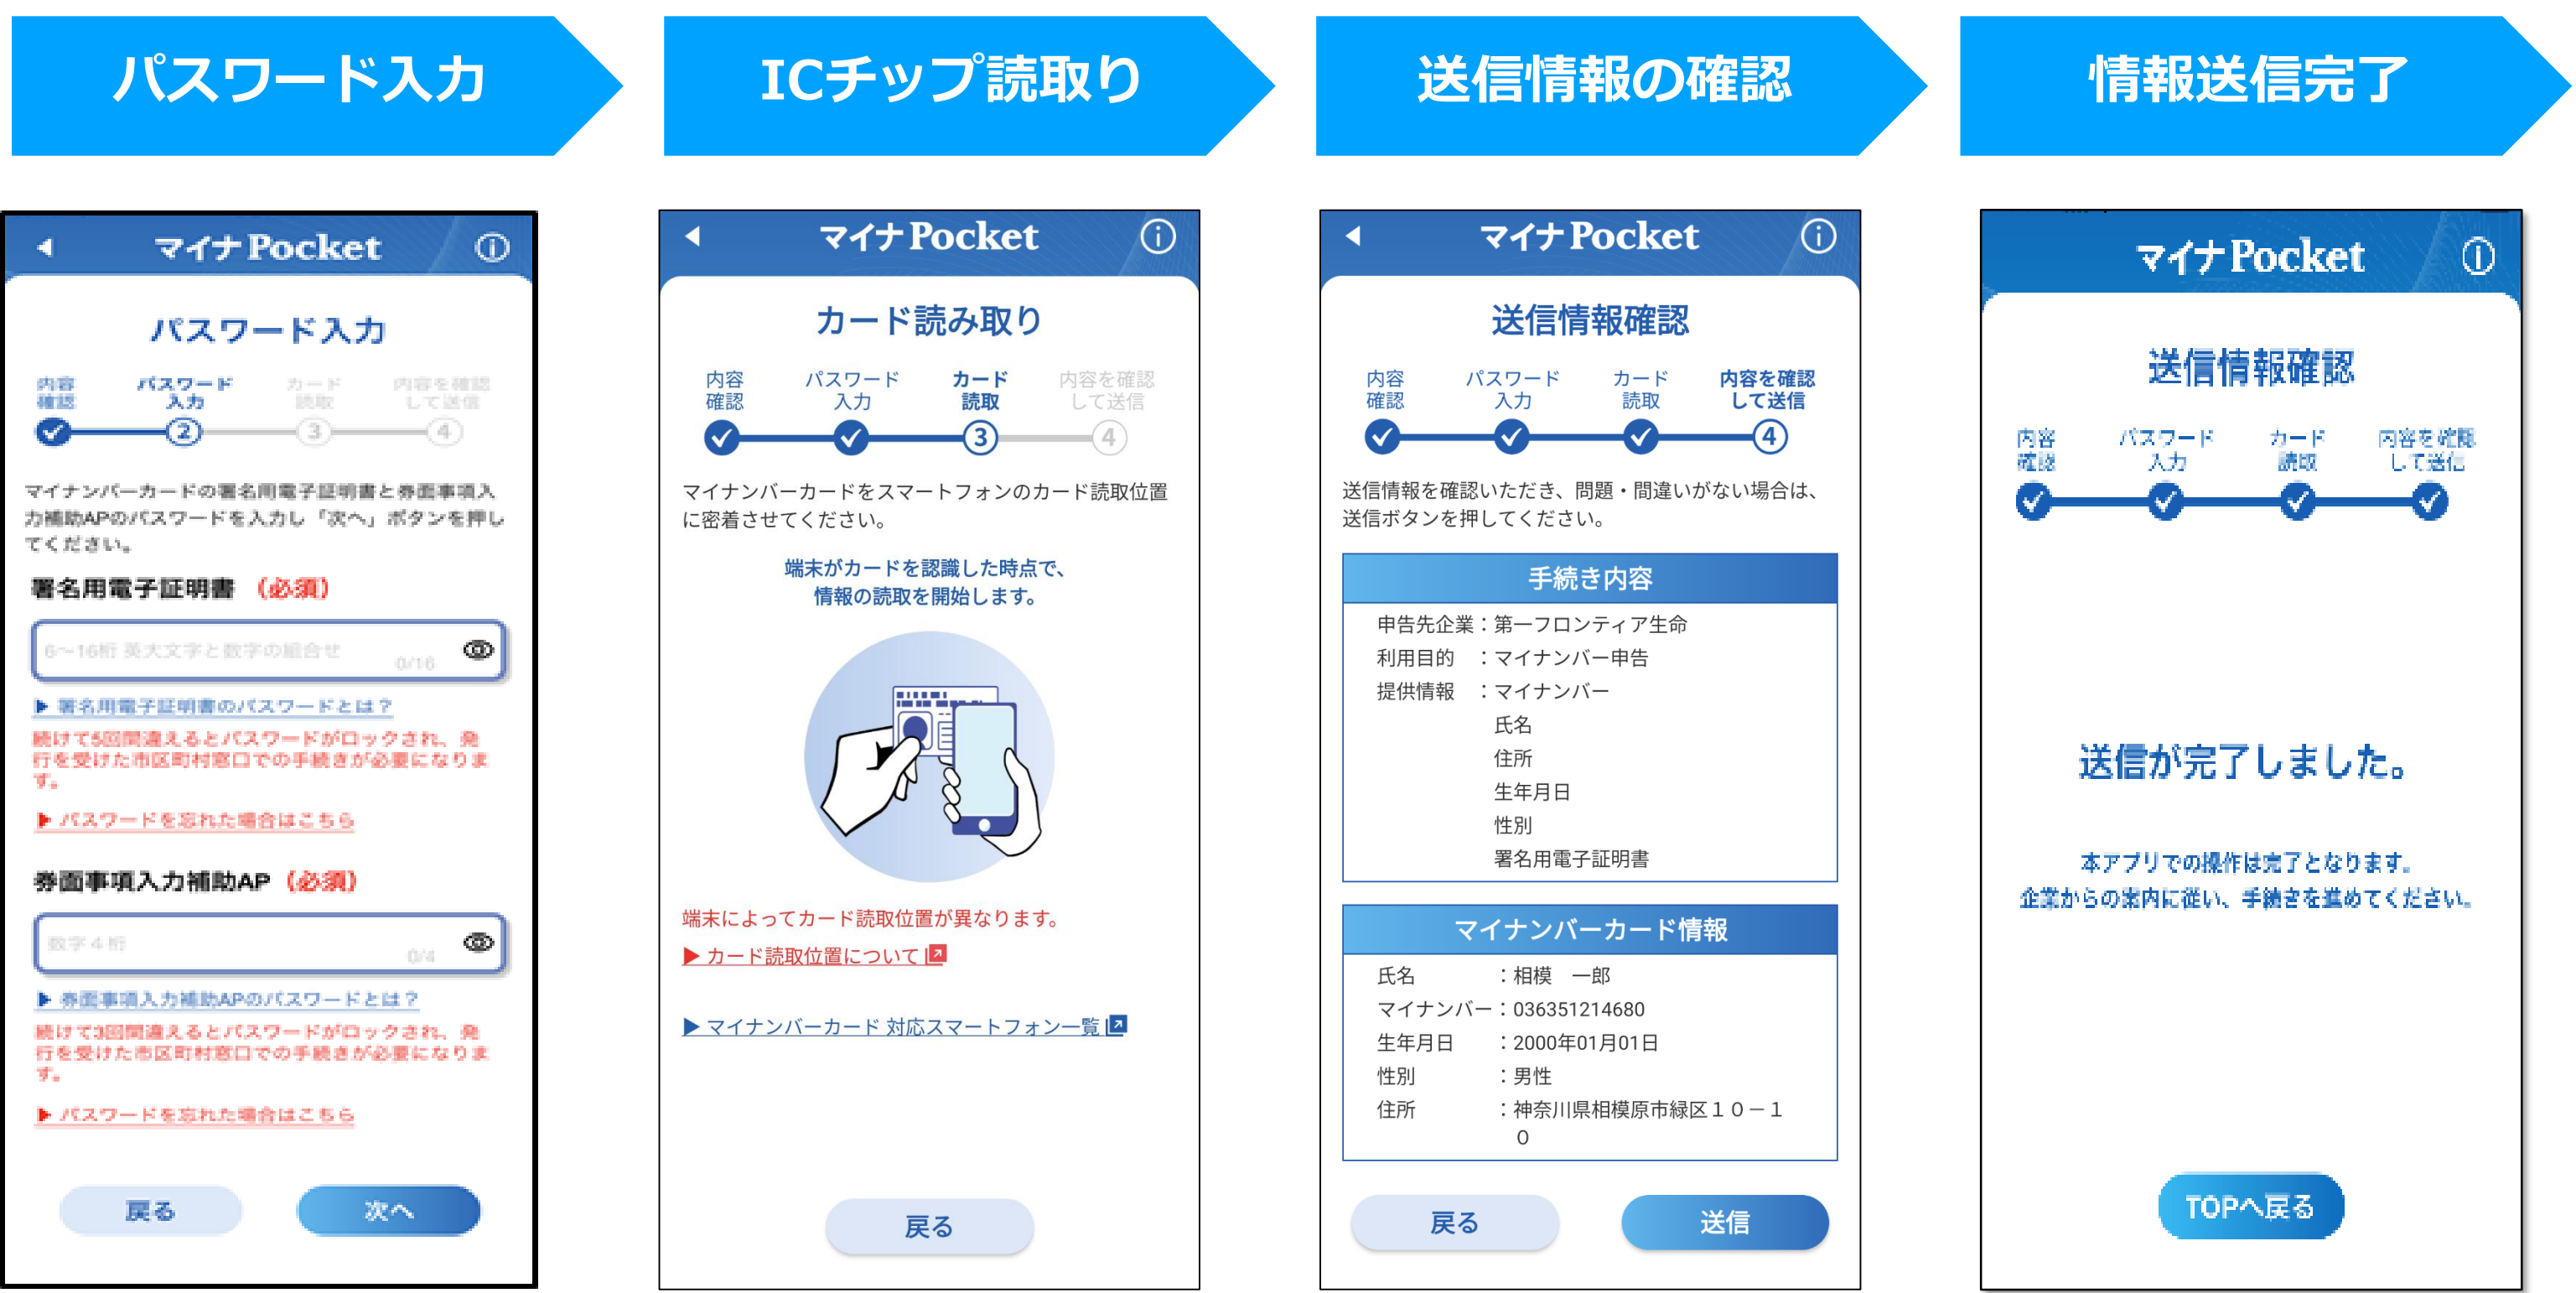 パスワード入力
ICチップ読取り
送信情報の確認
情報送信完了
マイナPocket
パスワード入力
内容
確認
パスワード
入力
カード
読取
内容を確認
して送信
2
3
4
マイナンバーカードの署名用電子証明書と券面事項入
力補助APのパスワードを入力し「次へ」ボタンを押し
てください。
署名用電子証明書 (必須)
6～16桁 英大文字と数字の組合せ
0/16
▶ 署名用電子証明書のパスワードとは？
続けて5回間違えるとパスワードがロックされ、発
行を受けた市区町村窓口での手続きが必要になりま
す。
▶ パスワードを忘れた場合はこちら
券面事項入力補助AP (必須)
数字４桁
0/4
▶ 券面事項入力補助APのパスワードとは？
続けて3回間違えるとパスワードがロックされ、発
行を受けた市区町村窓口での手続きが必要になりま
す。
▶ パスワードを忘れた場合はこちら
戻る
次へ
マイナPocket
カード読み取り
内容
確認
パスワード
入力
カード
読取
内容を確認
して送信
3
4
マイナンバーカードをスマートフォンのカード読取位置
に密着させてください。
端末がカードを認識した時点で、
情報の読取を開始します。
端末によってカード読取位置が異なります。
▶ カード読取位置について
▶ マイナンバーカード 対応スマートフォン一覧
戻る
マイナPocket
送信情報確認
内容
確認
パスワード
入力
カード
読取
内容を確認
して送信
4
送信情報を確認いただき、問題・間違いがない場合は、
送信ボタンを押してください。
手続き内容
申告先企業：第一フロンティア生命
利用目的 ：マイナンバー申告
提供情報 ：マイナンバー
氏名
住所
生年月日
性別
署名用電子証明書
マイナンバーカード情報
氏名 ：相模 一郎
マイナンバー：036351214680
生年月日 ：2000年01月01日
性別 ：男性
住所 ：神奈川県相模原市緑区１０－１
０
戻る
送信
マイナPocket
送信情報確認
内容
確認
パスワード
入力
カード
読取
内容を確認
して送信
送信が完了しました。
本アプリでの操作は完了となります。
企業からの案内に従い、手続きを進めてください。
TOPへ戻る